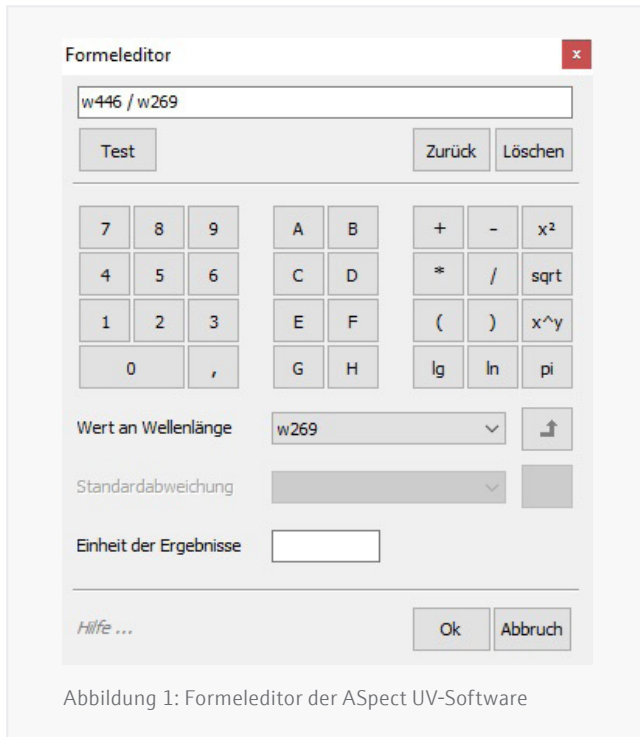 Formeleditor x
w446 / w269
Test Zurück Löschen
7 8 9 A B + - x²
4 5 6 C D * / sqrt
1 2 3 E F ( ) x^y
0 , G H lg ln pi
Wert an Wellenlänge w269
Standardabweichung
Einheit der Ergebnisse
Hilfe ... Ok Abbruch
Abbildung 1: Formeleditor der ASpect UV-Software